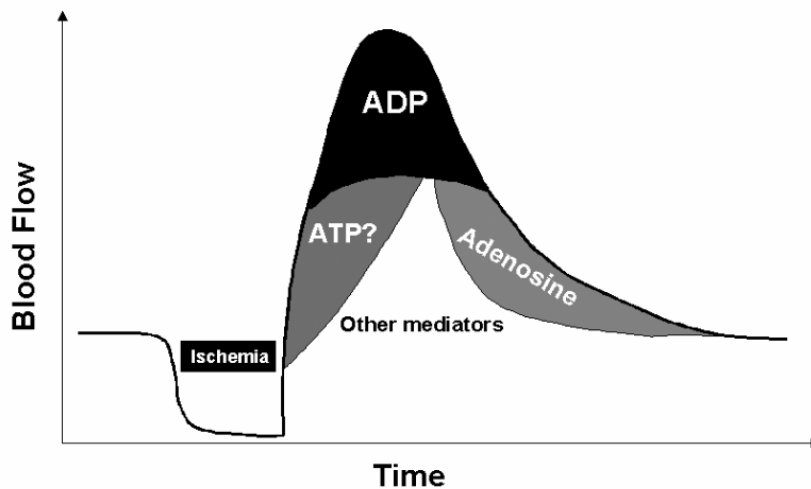 ADP
ATP?
Adenosine
Blood Flow
Other mediators
Ischemia
Time